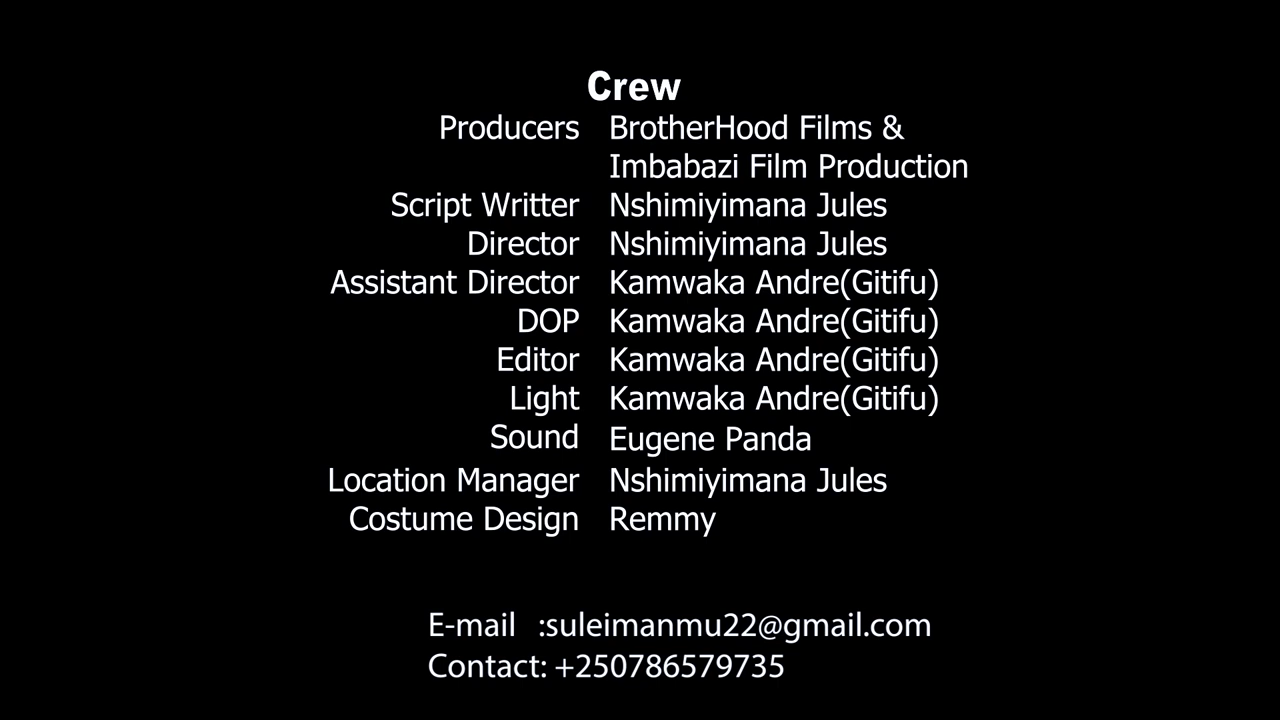 Crew
Producers BrotherHood Films &
Imbabazi Film Production
Script Writter Nshimiyimana Jules
Director Nshimiyimana Jules
Assistant Director Kamwaka Andre(Gitifu)
DOP Kamwaka Andre(Gitifu)
Editor Kamwaka Andre(Gitifu)
Light Kamwaka Andre(Gitifu)
Sound Eugene Panda
Location Manager Nshimiyimana Jules
Costume Design Remmy
E-mail :suleimanmu22@gmail.com
Contact: +250786579735